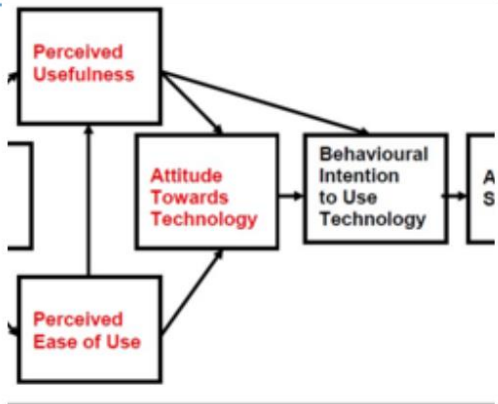 Perceived
Usefulness
Attitude
Towards
Technology
Behavioural
Intention
to Use
Technology
A
S
Perceived
Ease of Use